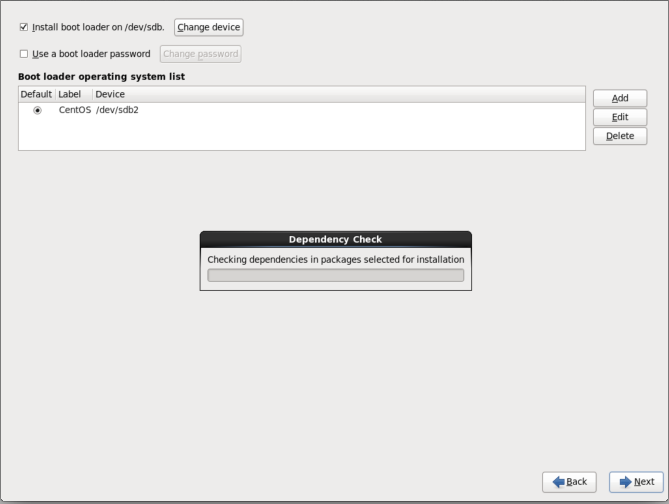 Install boot loader on /dev/sdb. Change device
Use a boot loader password Change password
Boot loader operating system list
Default Label Device
CentOS /dev/sdb2
Add
Edit
Delete
Dependency Check
Checking dependencies in packages selected for installation
Back Next